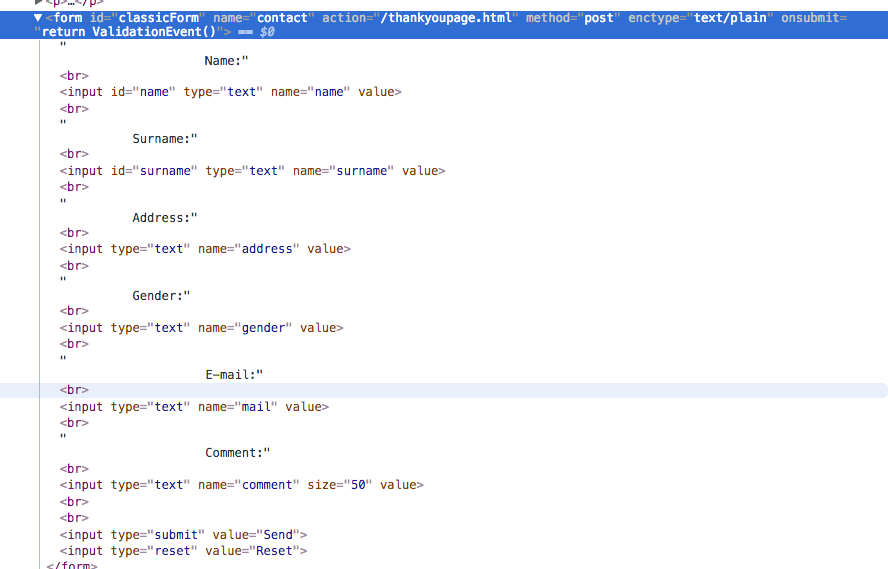 ▶<p>…</p>
▼<form id="classicForm" name="contact" action="/thankyoupage.html" method="post" enctype="text/plain" onsubmit=
"return ValidationEvent()"> == $0
"
Name:"
<br>
<input id="name" type="text" name="name" value>
<br>
"
Surname:"
<br>
<input id="surname" type="text" name="surname" value>
<br>
"
Address:"
<br>
<input type="text" name="address" value>
<br>
"
Gender:"
<br>
<input type="text" name="gender" value>
<br>
"
E-mail:"
<br>
<input type="text" name="mail" value>
<br>
"
Comment:"
<br>
<input type="text" name="comment" size="50" value>
<br>
<br>
<input type="submit" value="Send">
<input type="reset" value="Reset">
</form>